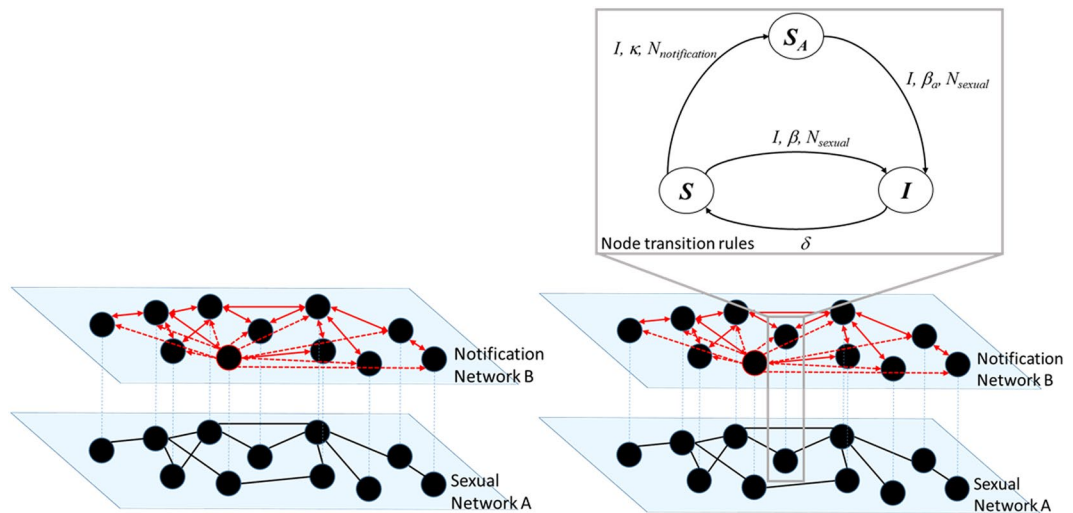 S_A
I, κ, N_notification
I, β_a, N_sexual
I, β, N_sexual
S
I
Node transition rules
δ
Notification
Network B
Sexual
Network A
Notification
Network B
Sexual
Network A